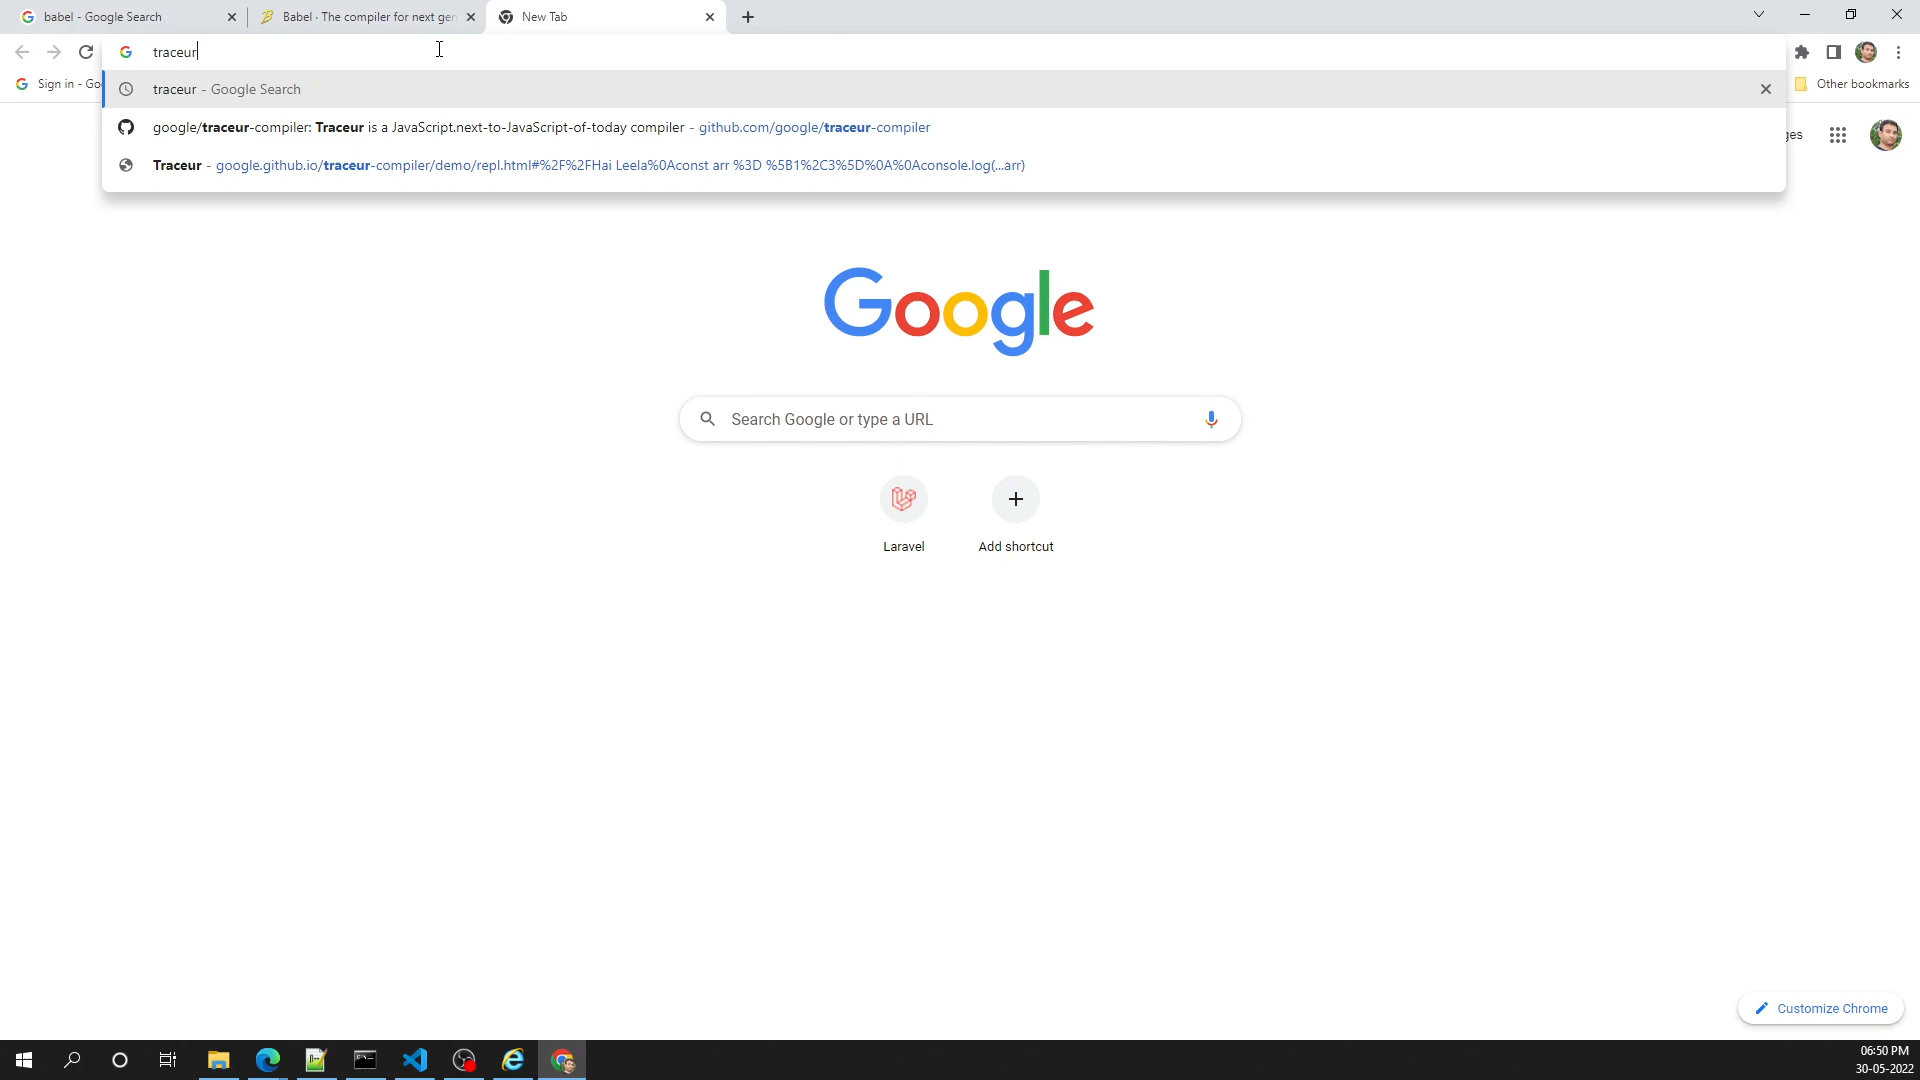 babel - Google Search
Babel · The compiler for next gen
New Tab
traceur
Sign in - Goo
traceur - Google Search
Other bookmarks
google/traceur-compiler: Traceur is a JavaScript.next-to-JavaScript-of-today compiler - github.com/google/traceur-compiler
ges
Traceur - google.github.io/traceur-compiler/demo/repl.html#%2F%2FHai Leela%0Aconst arr %3D %5B1%2C3%5D%0A%0Aconsole.log(...arr)
Google
Search Google or type a URL
Laravel
Add shortcut
Customize Chrome
06:50 PM
30-05-2022